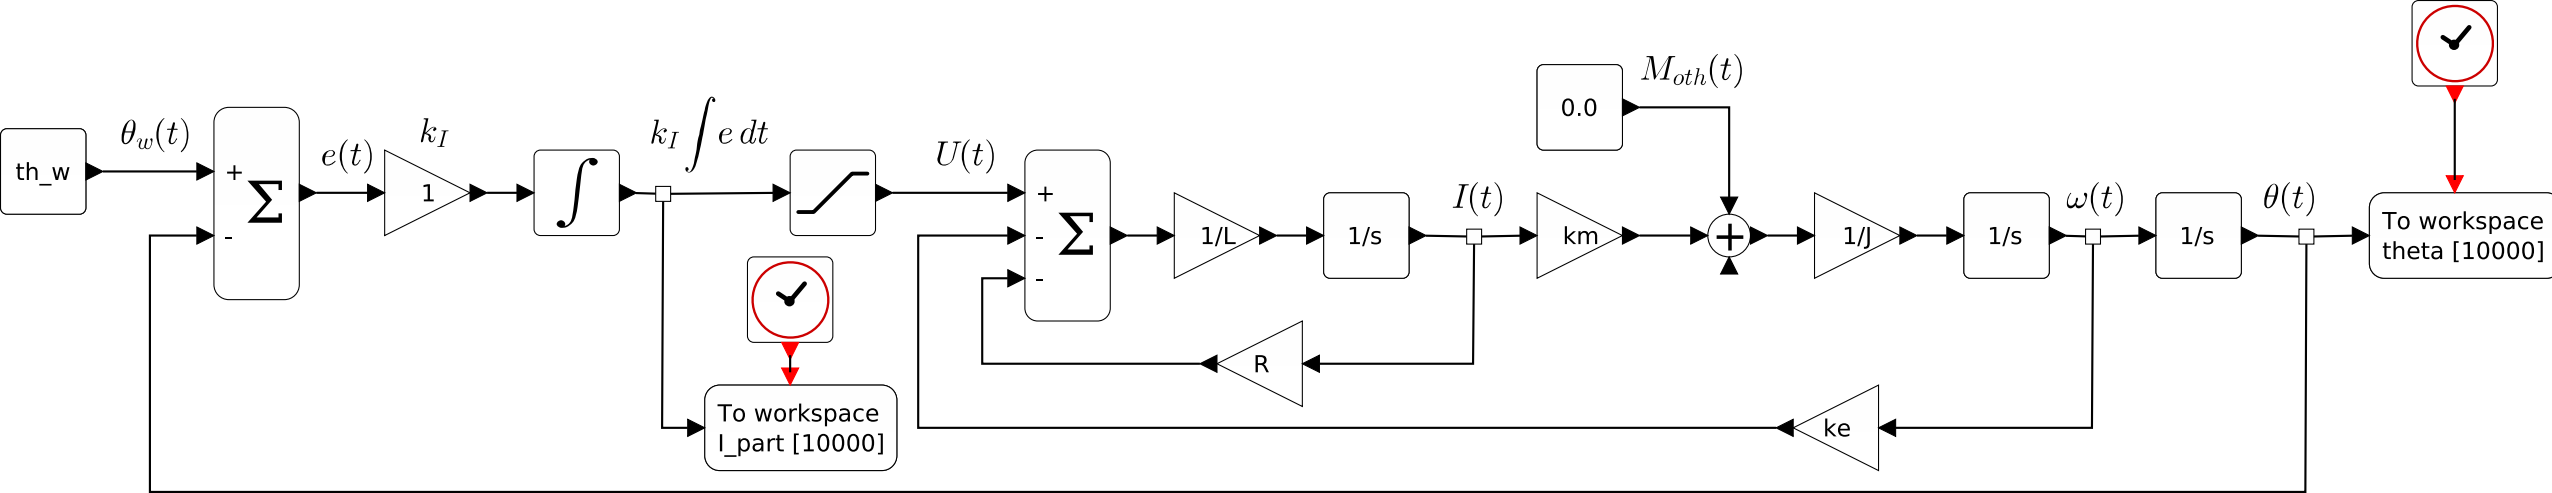 th_w
θ_w(t)
+
-
Σ
e(t)
k_I
1
∫
k_I ∫ e dt
To workspace
I_part [10000]
U(t)
+
-
-
Σ
1/L
1/s
I(t)
R
0.0
M_oth(t)
km
+
1/J
1/s
ω(t)
ke
1/s
θ(t)
To workspace
theta [10000]